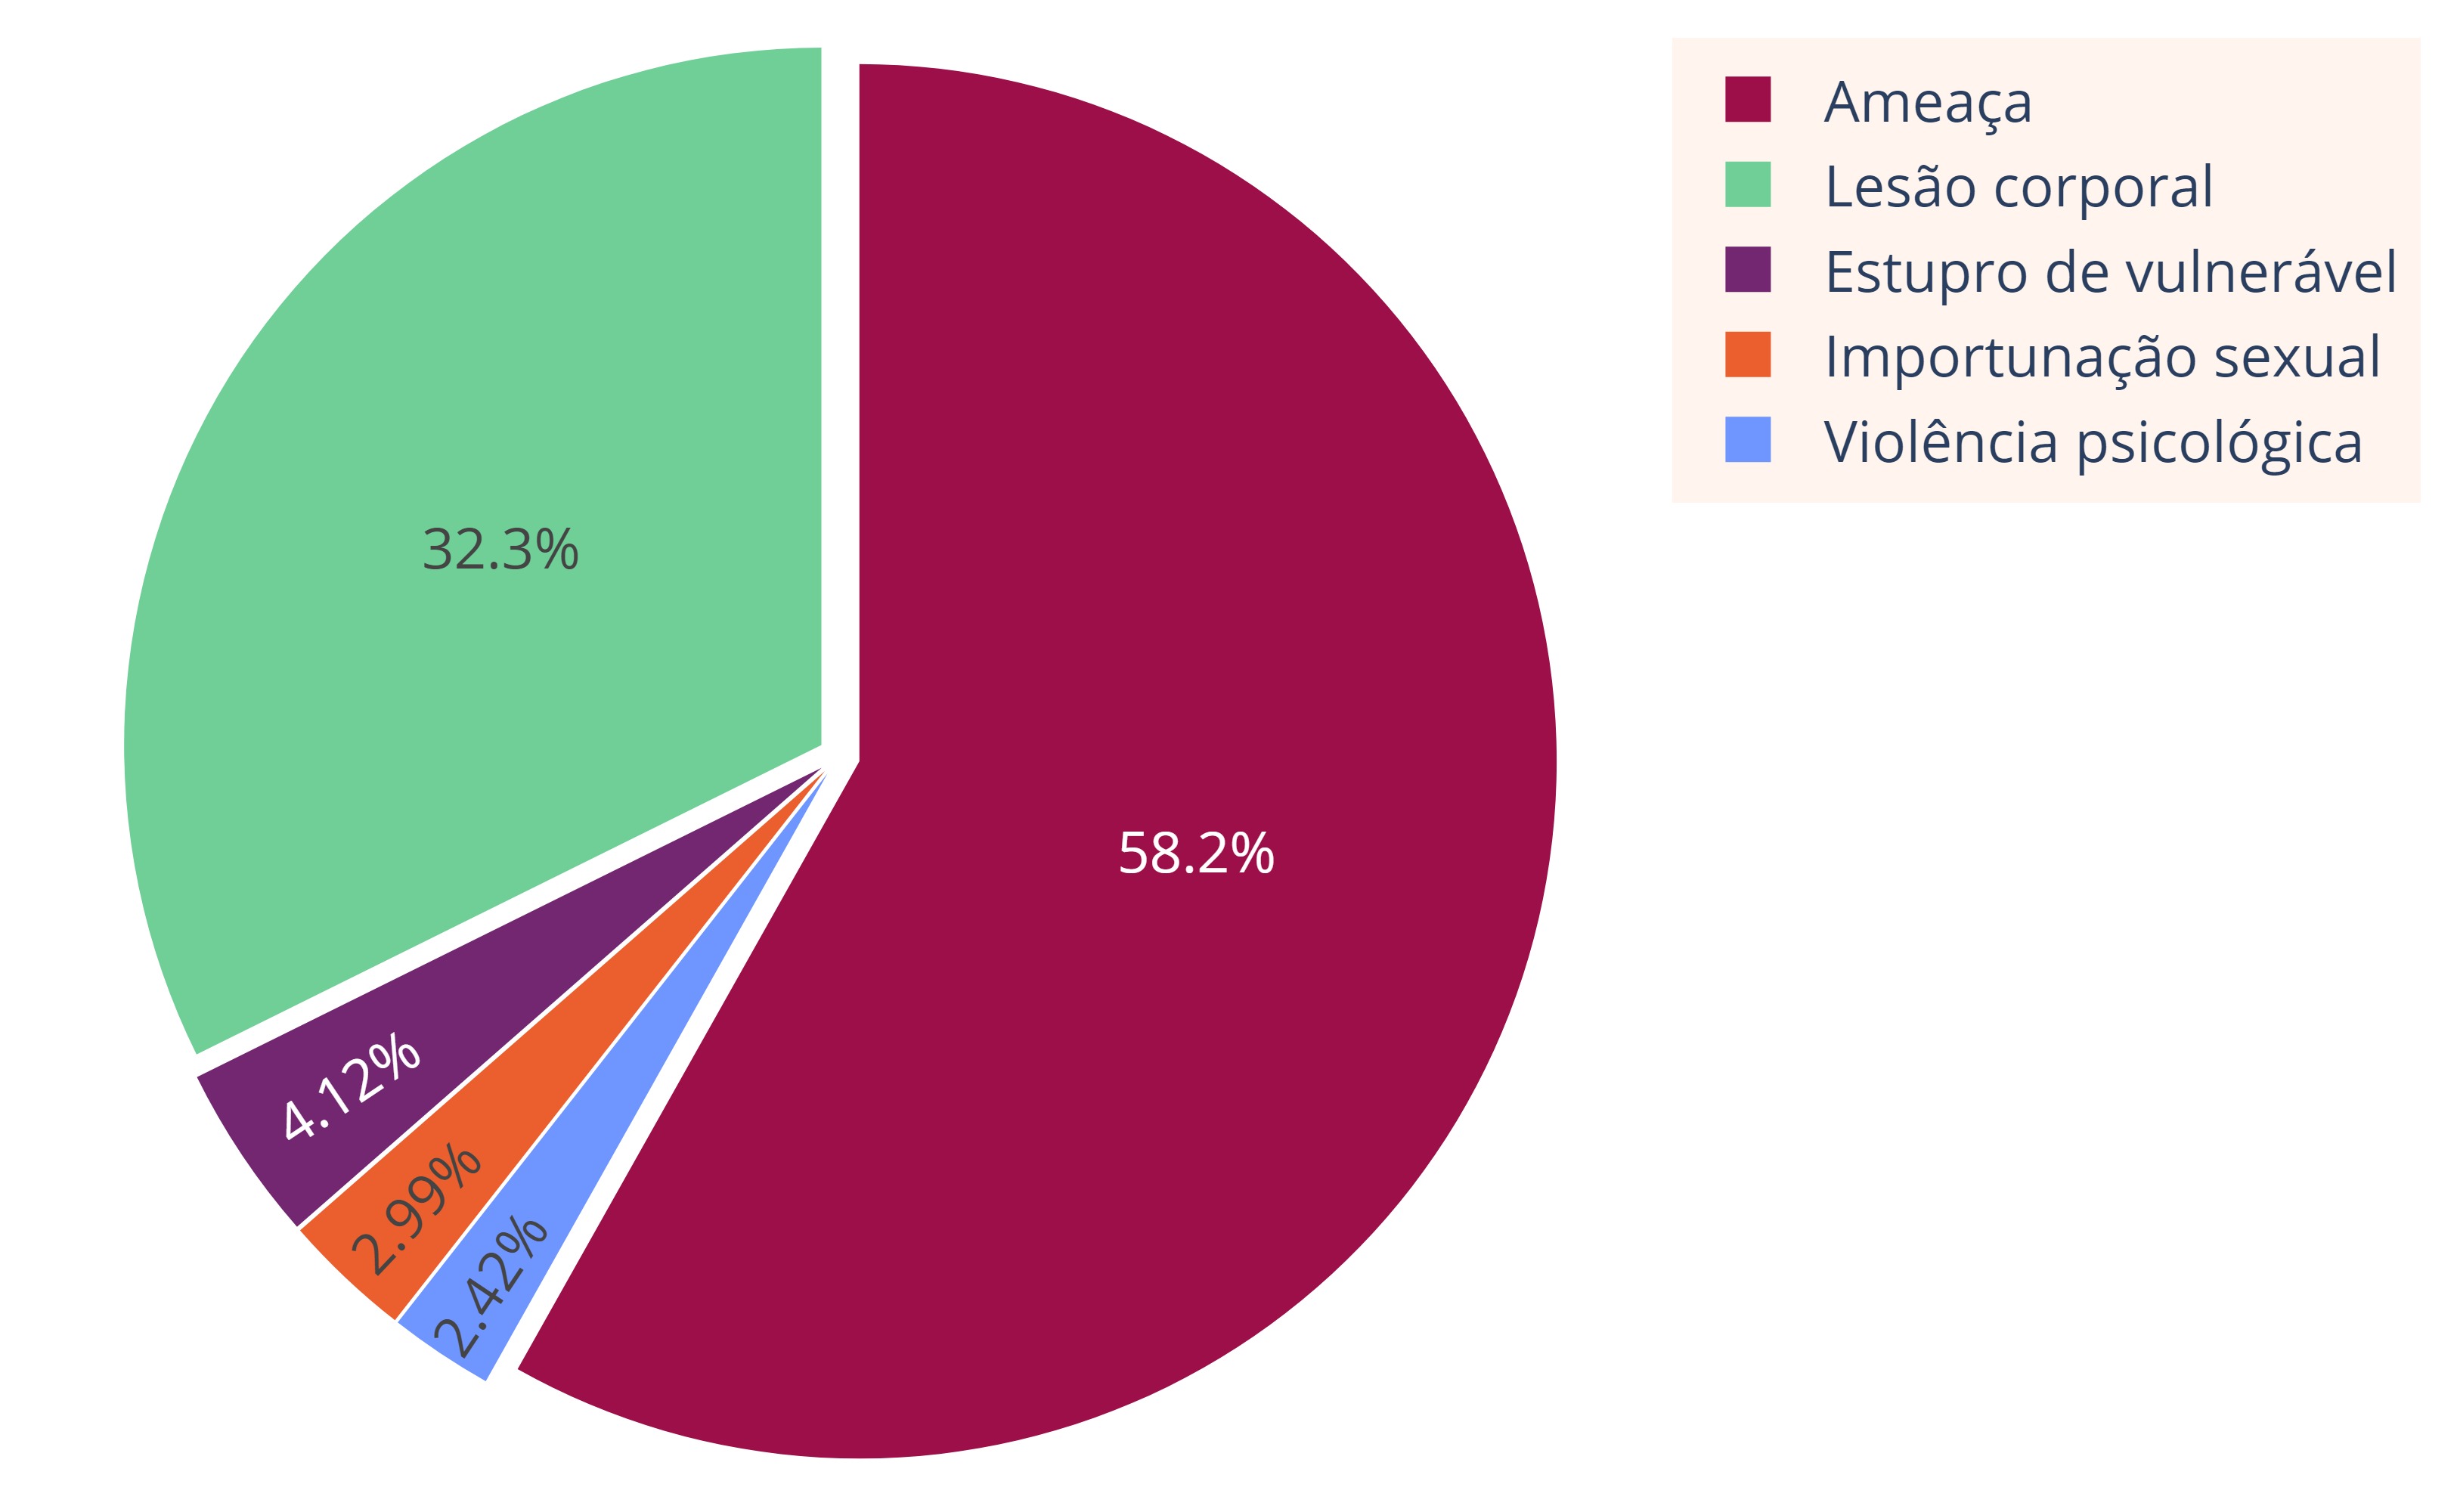 Ameaça
Lesão corporal
Estupro de vulnerável
Importunação sexual
Violência psicológica
32.3%
58.2%
4.12%
2.99%
2.42%